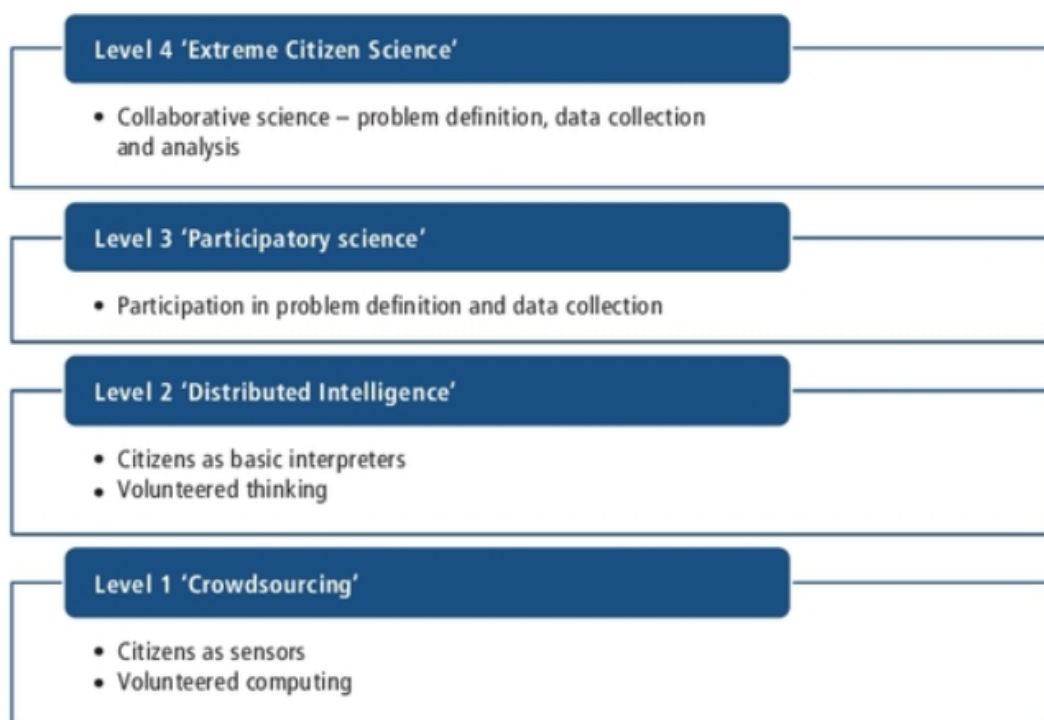 Level 4 ‘Extreme Citizen Science’
• Collaborative science – problem definition, data collection
and analysis
Level 3 ‘Participatory science’
• Participation in problem definition and data collection
Level 2 ‘Distributed Intelligence’
• Citizens as basic interpreters
• Volunteered thinking
Level 1 ‘Crowdsourcing’
• Citizens as sensors
• Volunteered computing